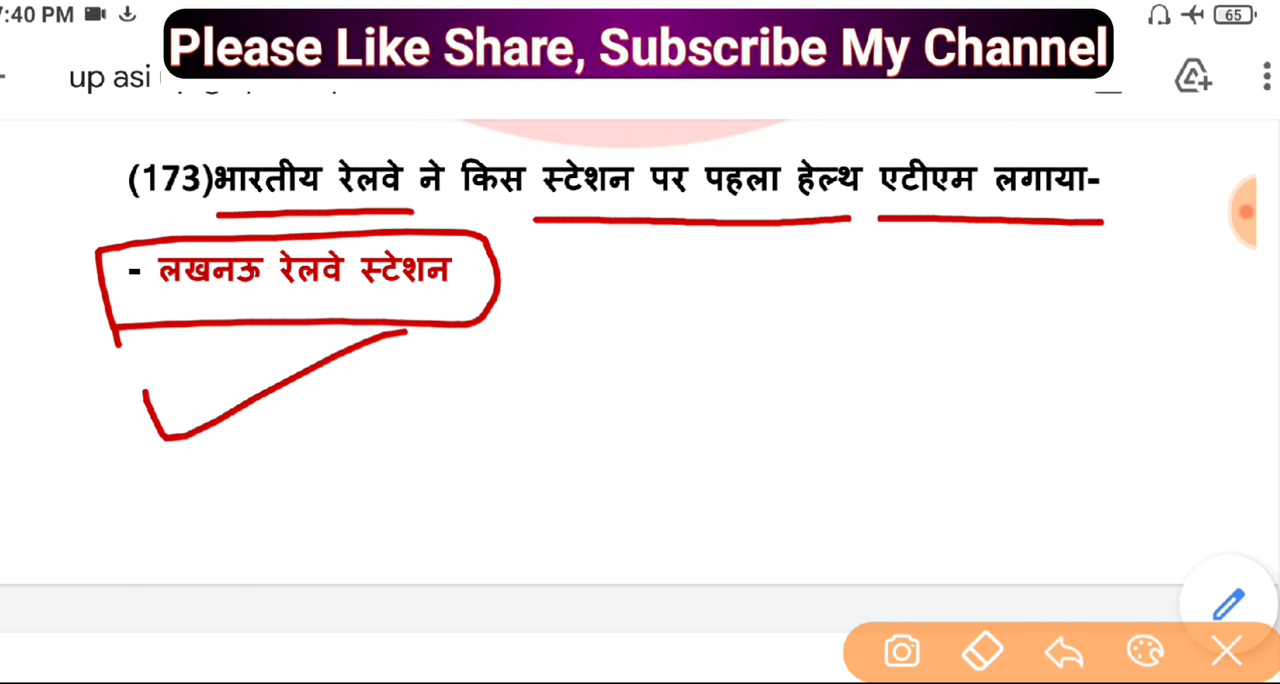 :40 PM
65
Please Like Share, Subscribe My Channel
up asi
(173)भारतीय रेलवे ने किस स्टेशन पर पहला हेल्थ एटीएम लगाया-
- लखनऊ रेलवे स्टेशन